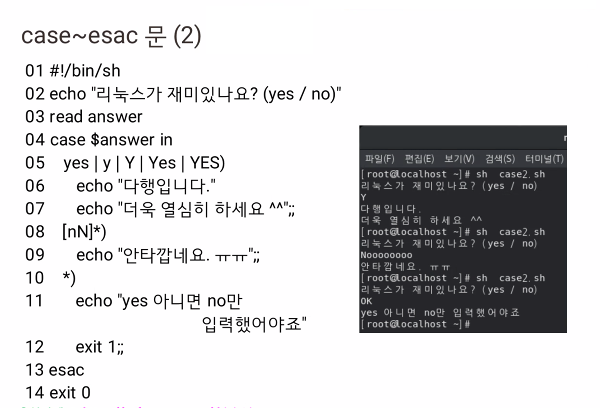 case~esac 문 (2)
01 #!/bin/sh
02 echo "리눅스가 재미있나요? (yes / no)"
03 read answer
04 case $answer in
05 yes | y | Y | Yes | YES)
06 echo "다행입니다."
07 echo "더욱 열심히 하세요 ^^";;
08 [nN]*)
09 echo "안타깝네요. ㅠㅠ";;
10 *)
11 echo "yes 아니면 no만
입력했어야죠"
12 exit 1;;
13 esac
14 exit 0
파일(F) 편집(E) 보기(V) 검색(S) 터미널(T)
[root@localhost ~]# sh case2.sh
리눅스가 재미있나요? (yes / no)
Y
다행입니다.
더욱 열심히 하세요 ^^
[root@localhost ~]# sh case2.sh
리눅스가 재미있나요? (yes / no)
Noooooooo
안타깝네요. ㅠㅠ
[root@localhost ~]# sh case2.sh
리눅스가 재미있나요? (yes / no)
OK
yes 아니면 no만 입력했어야죠
[root@localhost ~]#